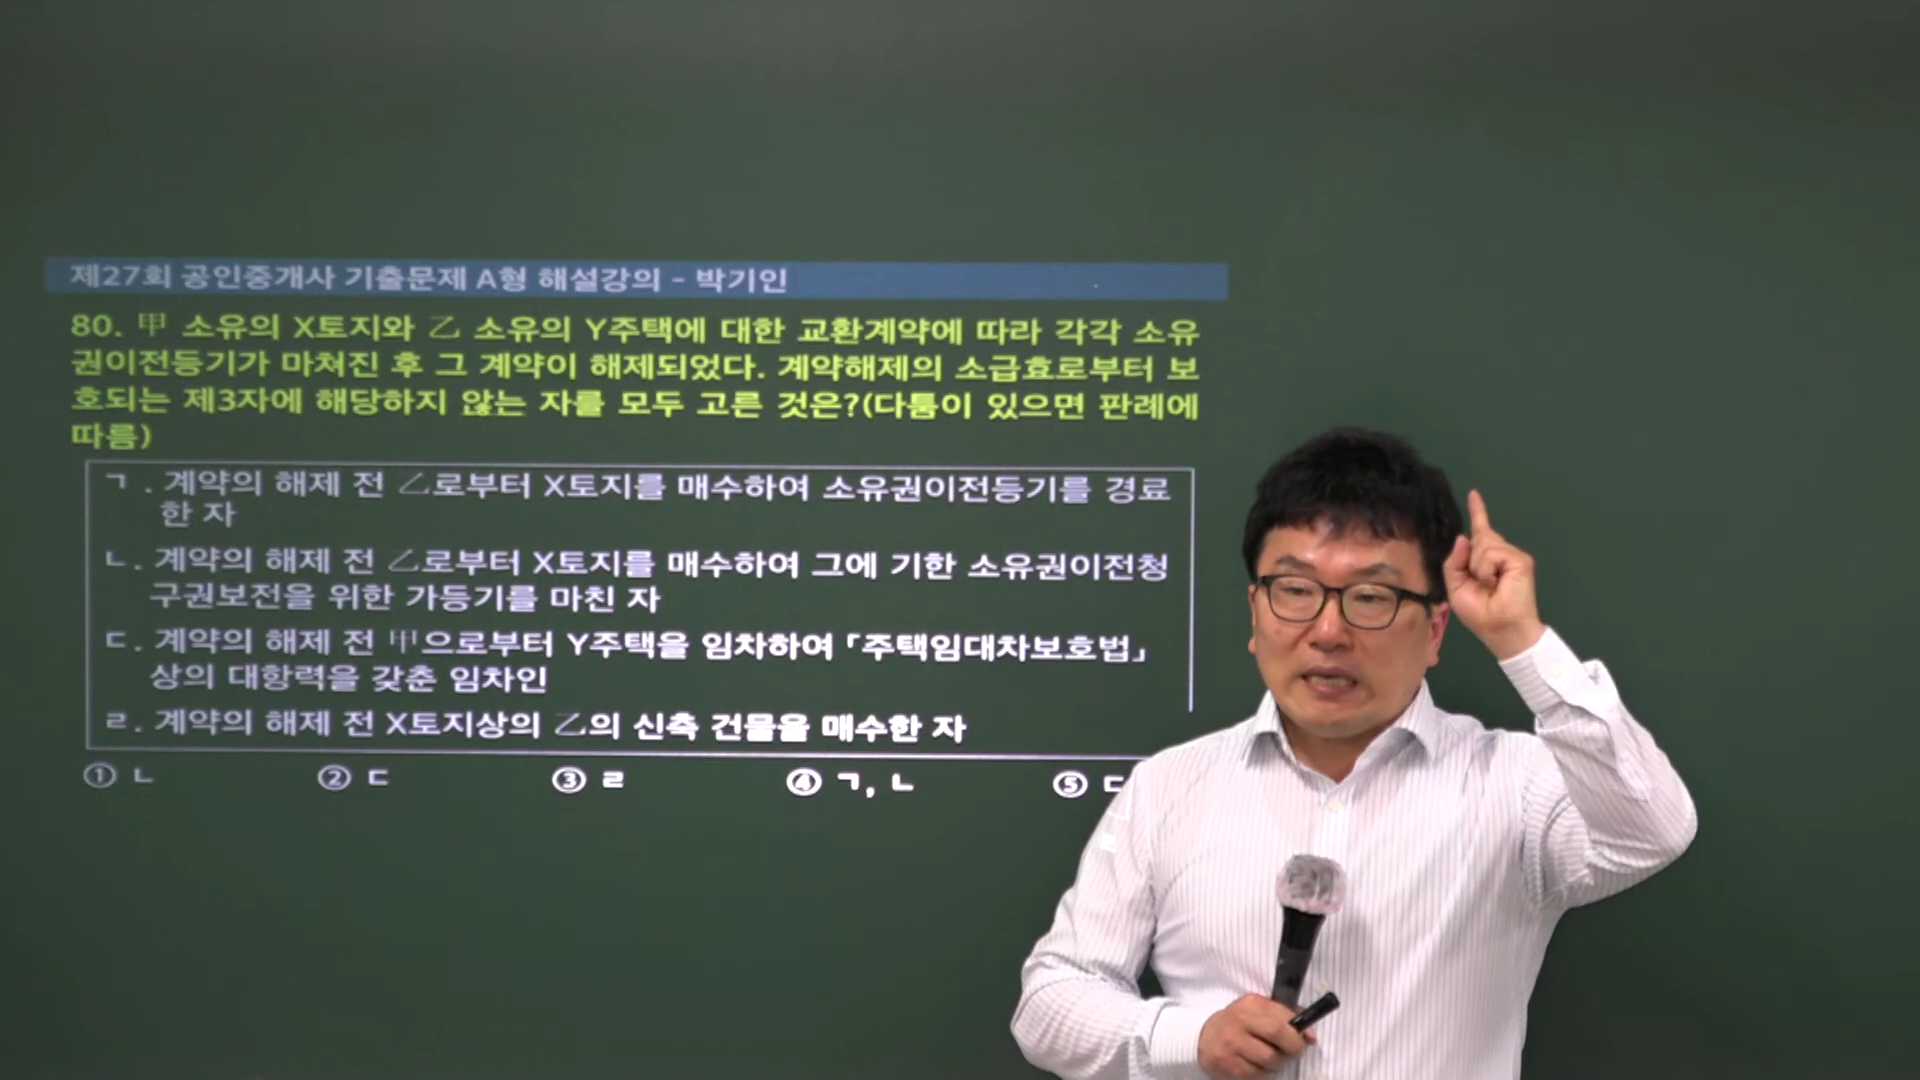 제27회 공인중개사 기출문제 A형 해설강의 - 박기인
80. 甲 소유의 X토지와 乙 소유의 Y주택에 대한 교환계약에 따라 각각 소유
권이전등기가 마쳐진 후 그 계약이 해제되었다. 계약해제의 소급효로부터 보
호되는 제3자에 해당하지 않는 자를 모두 고른 것은?(다툼이 있으면 판례에
따름)
ㄱ. 계약의 해제 전 乙로부터 X토지를 매수하여 소유권이전등기를 경료
한 자
ㄴ. 계약의 해제 전 乙로부터 X토지를 매수하여 그에 기한 소유권이전청
구권보전을 위한 가등기를 마친 자
ㄷ. 계약의 해제 전 甲으로부터 Y주택을 임차하여 「주택임대차보호법」
상의 대항력을 갖춘 임차인
ㄹ. 계약의 해제 전 X토지상의 乙의 신축 건물을 매수한 자
① ㄴ ② ㄷ ③ ㄹ ④ ㄱ, ㄴ ⑤ ㄷ